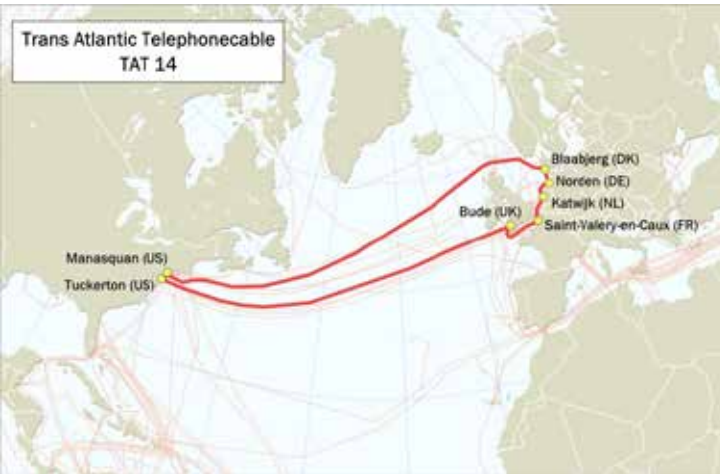 Trans Atlantic Telephonecable
TAT 14
Blaabjerg (DK)
Norden (DE)
Katwijk (NL)
Bude (UK)
Saint-Valery-en-Caux (FR)
Manasquan (US)
Tuckerton (US)